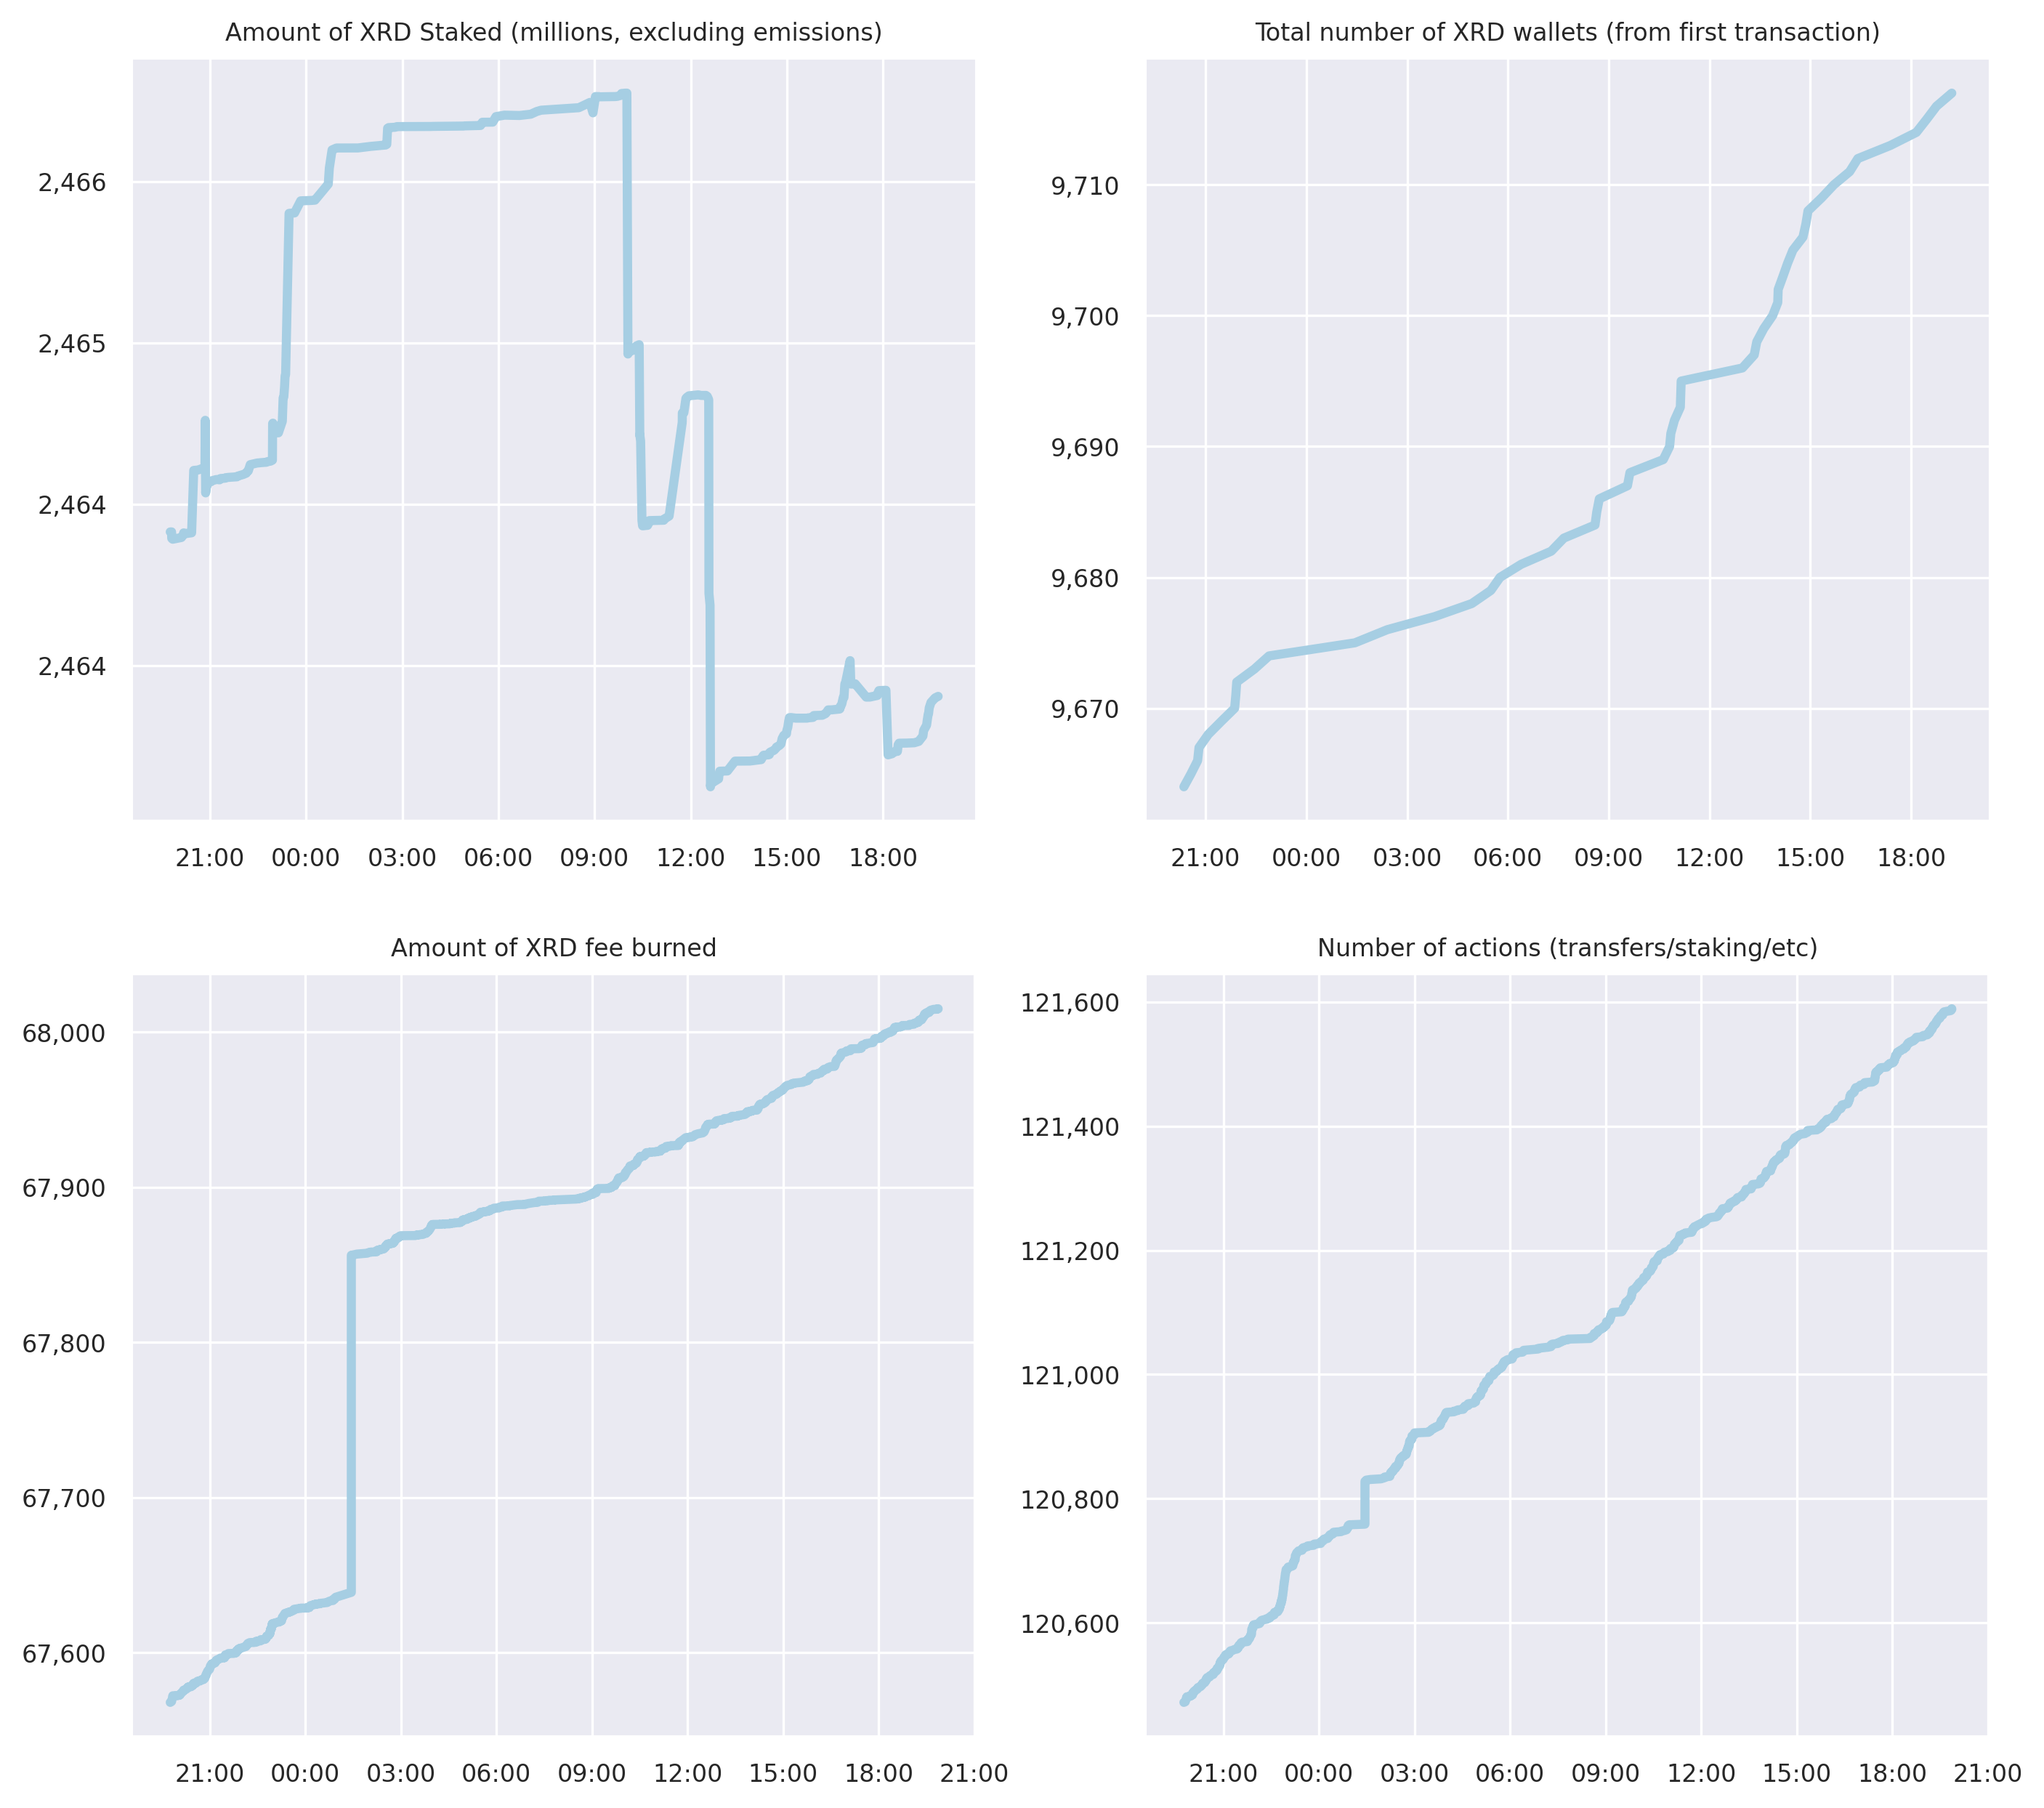 Amount of XRD Staked (millions, excluding emissions)
2,466
2,465
2,464
2,464
21:00 00:00 03:00 06:00 09:00 12:00 15:00 18:00
Total number of XRD wallets (from first transaction)
9,710
9,700
9,690
9,680
9,670
21:00 00:00 03:00 06:00 09:00 12:00 15:00 18:00
Amount of XRD fee burned
68,000
67,900
67,800
67,700
67,600
21:00 00:00 03:00 06:00 09:00 12:00 15:00 18:00 21:00
Number of actions (transfers/staking/etc)
121,600
121,400
121,200
121,000
120,800
120,600
21:00 00:00 03:00 06:00 09:00 12:00 15:00 18:00 21:00